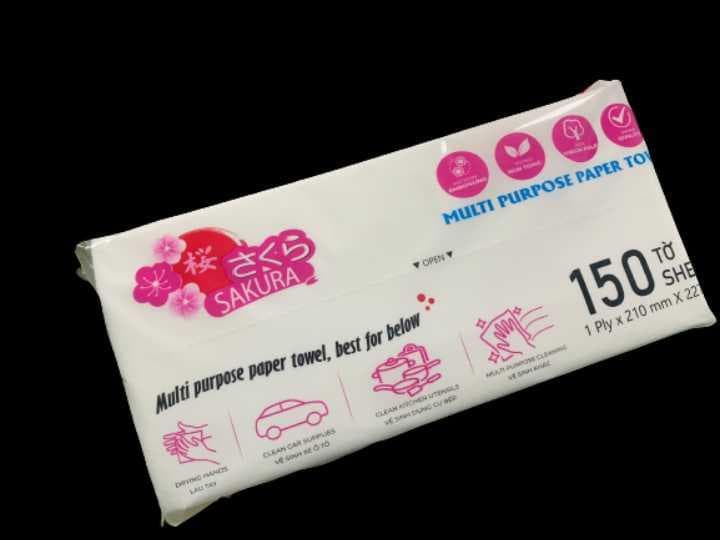 MULTI PURPOSE PAPER TOW
桜 さくら
SAKURA
▼ OPEN ▼
150 TỜ
SHE
1 Ply x 210 mm X 22
Multi purpose paper towel, best for below
DRYING HANDS
LAU TAY
CLEAN CAR SURPUBS
VỆ SINH XE Ô TÔ
CLEAN KITCHEN UTENSILS
VỆ SINH DỤNG CỤ BẾP
MULTI PURPOSE CLEANING
VỆ SINH KHÁC